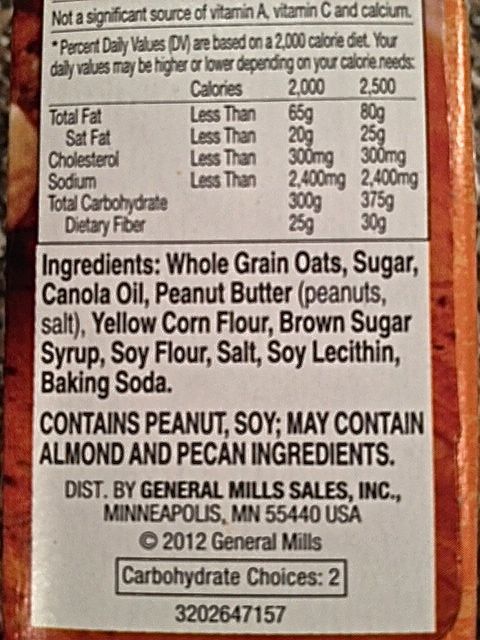 Not a significant source of vitamin A, vitamin C and calcium.
* Percent Daily Values (DV) are based on a 2,000 calorie diet. Your
daily values may be higher or lower depending on your calorie needs:
Calories 2,000 2,500
Total Fat Less Than 65g 80g
Sat Fat Less Than 20g 25g
Cholesterol Less Than 300mg 300mg
Sodium Less Than 2,400mg 2,400mg
Total Carbohydrate 300g 375g
Dietary Fiber 25g 30g
Ingredients: Whole Grain Oats, Sugar,
Canola Oil, Peanut Butter (peanuts,
salt), Yellow Corn Flour, Brown Sugar
Syrup, Soy Flour, Salt, Soy Lecithin,
Baking Soda.
CONTAINS PEANUT, SOY; MAY CONTAIN
ALMOND AND PECAN INGREDIENTS.
DIST. BY GENERAL MILLS SALES, INC.,
MINNEAPOLIS, MN 55440 USA
© 2012 General Mills
Carbohydrate Choices: 2
3202647157